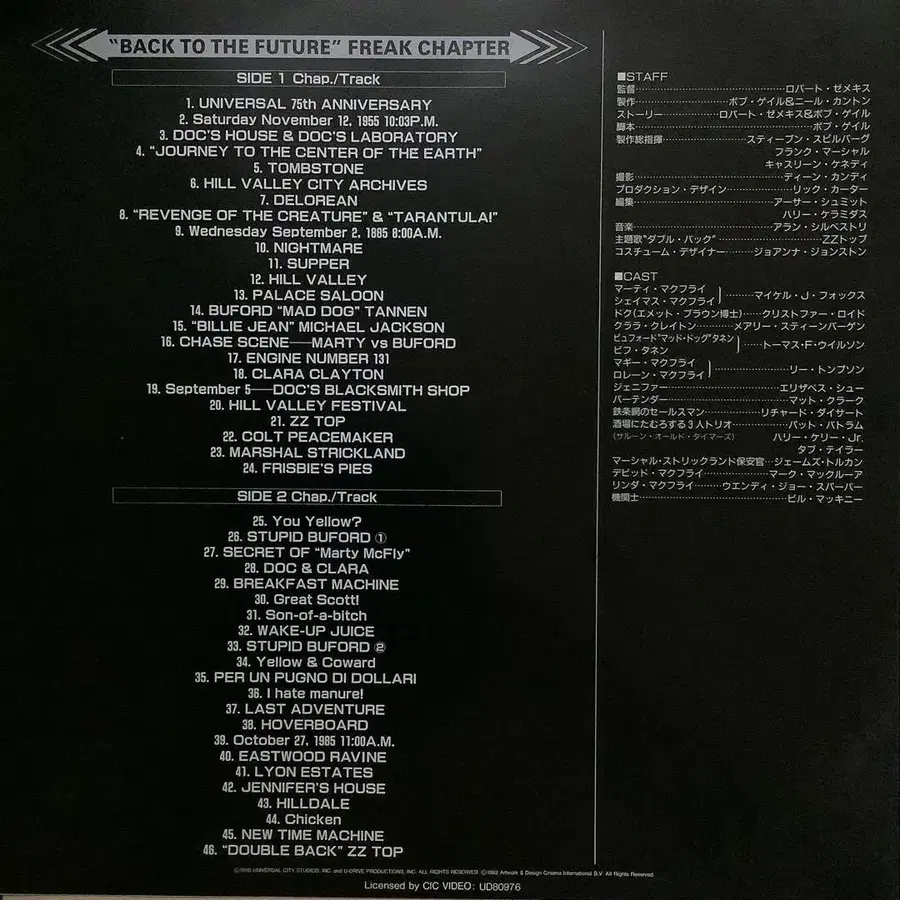 "BACK TO THE FUTURE" FREAK CHAPTER
SIDE 1 Chap./Track
1. UNIVERSAL 75th ANNIVERSARY
2. Saturday November 12, 1955 10:03P.M.
3. DOC'S HOUSE & DOC'S LABORATORY
4. "JOURNEY TO THE CENTER OF THE EARTH"
5. TOMBSTONE
6. HILL VALLEY CITY ARCHIVES
7. DELOREAN
8. "REVENGE OF THE CREATURE" & "TARANTULA!"
9. Wednesday September 2, 1885 8:00A.M.
10. NIGHTMARE
11. SUPPER
12. HILL VALLEY
13. PALACE SALOON
14. BUFORD "MAD DOG" TANNEN
15. "BILLIE JEAN" MICHAEL JACKSON
16. CHASE SCENE—MARTY vs BUFORD
17. ENGINE NUMBER 131
18. CLARA CLAYTON
19. September 5—DOC'S BLACKSMITH SHOP
20. HILL VALLEY FESTIVAL
21. ZZ TOP
22. COLT PEACEMAKER
23. MARSHAL STRICKLAND
24. FRISBIE'S PIES
SIDE 2 Chap./Track
25. You Yellow?
26. STUPID BUFORD ①
27. SECRET OF "Marty McFly"
28. DOC & CLARA
29. BREAKFAST MACHINE
30. Great Scott!
31. Son-of-a-bitch
32. WAKE-UP JUICE
33. STUPID BUFORD ②
34. Yellow & Coward
35. PER UN PUGNO DI DOLLARI
36. I hate manure!
37. LAST ADVENTURE
38. HOVERBOARD
39. October 27, 1985 11:00A.M.
40. EASTWOOD RAVINE
41. LYON ESTATES
42. JENNIFER'S HOUSE
43. HILLDALE
44. Chicken
45. NEW TIME MACHINE
46. "DOUBLE BACK" ZZ TOP
■STAFF
監督…………ロバート・ゼメキス
製作…………ボブ・ゲイル&ニール・カントン
ストーリー…………ロバート・ゼメキス&ボブ・ゲイル
脚本…………ボブ・ゲイル
製作総指揮…………スティーブン・スピルバーグ
フランク・マーシャル
キャスリーン・ケネディ
撮影…………ディーン・カンディ
プロダクション・デザイン…………リック・カーター
編集…………アーサー・シュミット
ハリー・ケラミダス
音楽…………アラン・シルベストリ
主題歌"ダブル・バック"…………ZZトップ
コスチューム・デザイナー…………ジョアンナ・ジョンストン
■CAST
マーティ・マクフライ
シェイマス・マクフライ…………マイケル・J・フォックス
ドク(エメット・ブラウン博士)……クリストファー・ロイド
クララ・クレイトン…………メアリー・スティーンバーゲン
ビュフォード"マッド・ドッグ"タネン
ビフ・タネン……トーマス・F・ウイルソン
マギー・マクフライ
ロレーン・マクフライ…………リー・トンプソン
ジェニファー…………エリザベス・シュー
バーテンダー…………マット・クラーク
鉄条網のセールスマン…………リチャード・ダイサート
酒場にたむろする3人トリオ…………パット・バトラム
(サルーン・オールド・タイマーズ) ハリー・ケリー・Jr.
タブ・テイラー
マーシャル・ストリックランド保安官…ジェームズ・トルカン
デビッド・マクフライ…………マーク・マックルーア
リンダ・マクフライ…………ウエンディ・ジョー・スパーバー
機関士…………ビル・マッキニー
©1990 UNIVERSAL CITY STUDIOS, INC. and U-DRIVE PRODUCTIONS, INC. ALL RIGHTS RESERVED ©1992 Artwork & Design Cinema International B.V. All Rights Reserved.
Licensed by CIC VIDEO: UD80976